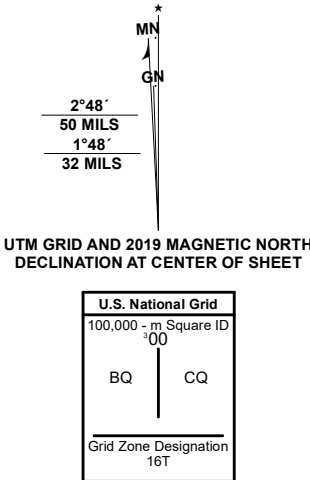 MN
GN
2°48´
50 MILS
1°48´
32 MILS
UTM GRID AND 2019 MAGNETIC NORTH
DECLINATION AT CENTER OF SHEET
U.S. National Grid
100,000 - m Square ID
³00
BQ CQ
Grid Zone Designation
16T